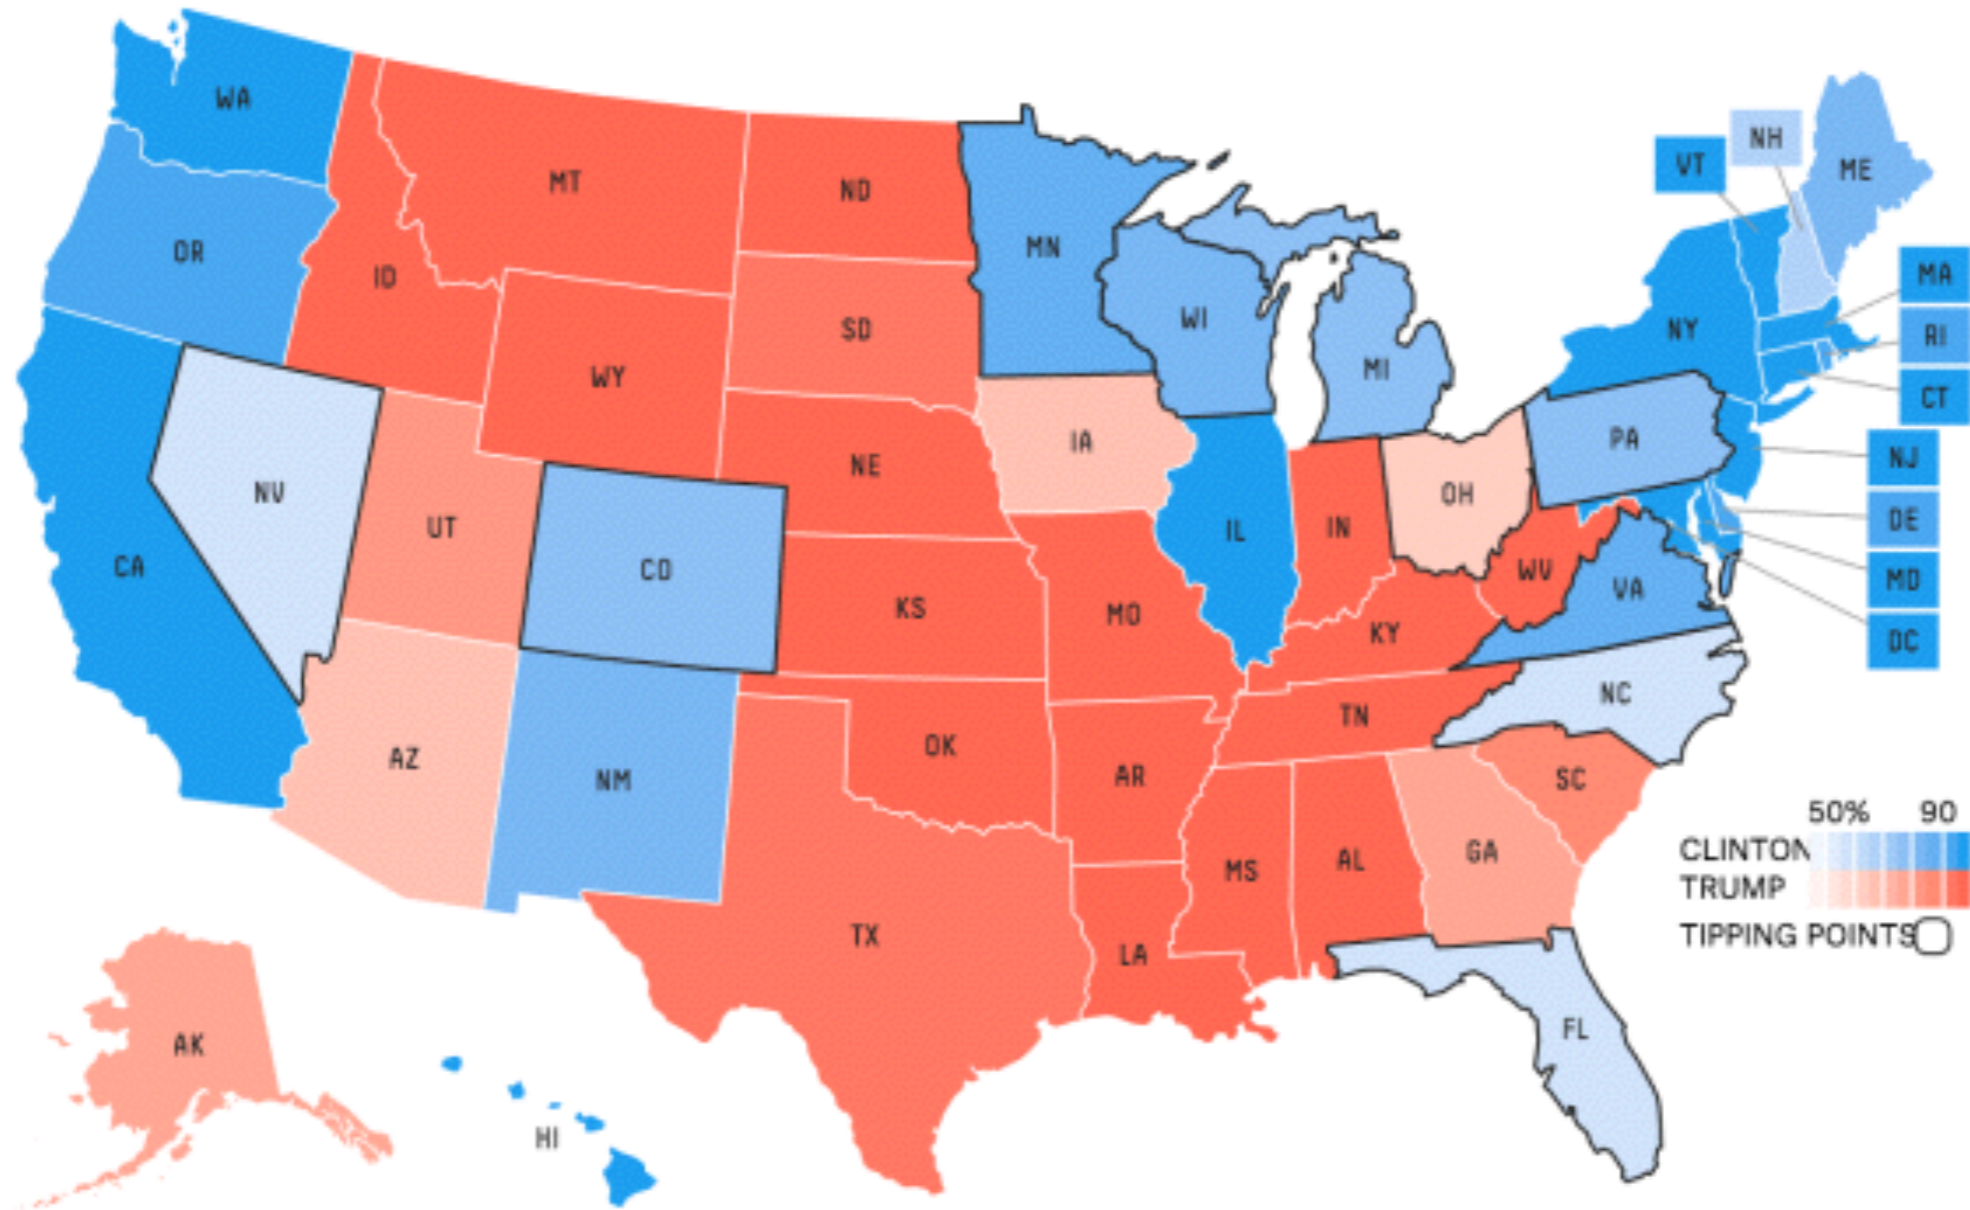 WA
MT
ND
MN
VT
NH
ME
OR
ID
SD
WI
MI
NY
MA
RI
CT
WY
IA
NE
NV
UT
CO
CA
KS
MO
IL
IN
OH
PA
NJ
DE
MD
DC
WV
VA
KY
NC
TN
AZ
NM
OK
AR
SC
MS
AL
GA
TX
LA
FL
AK
HI
50% 90
CLINTON
TRUMP
TIPPING POINTS